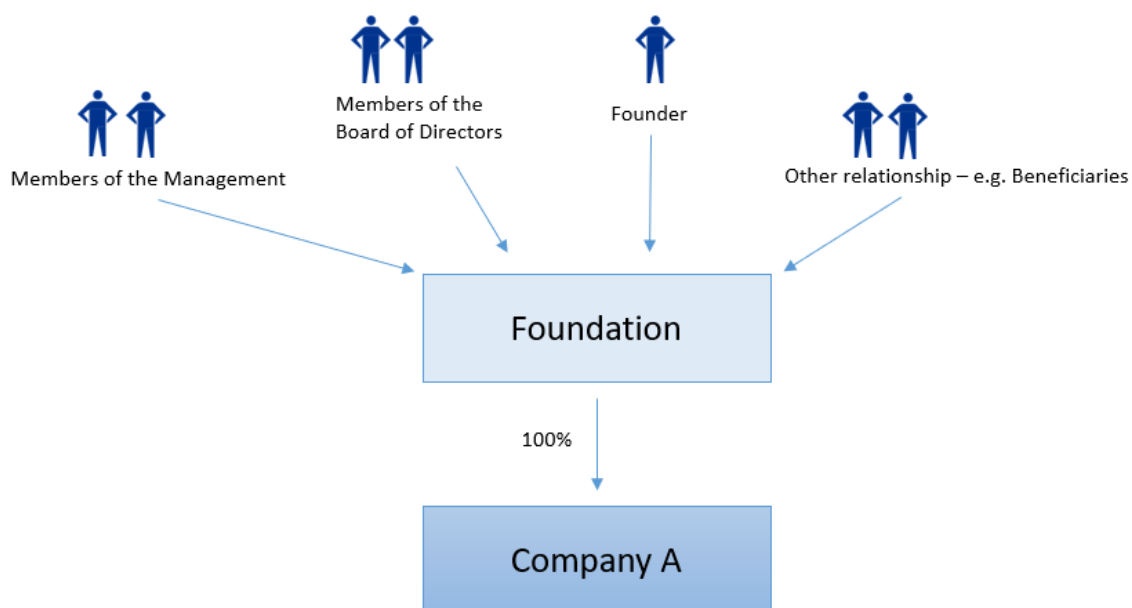 Members of the Management
Members of the
Board of Directors
Founder
Other relationship – e.g. Beneficiaries
Foundation
100%
Company A